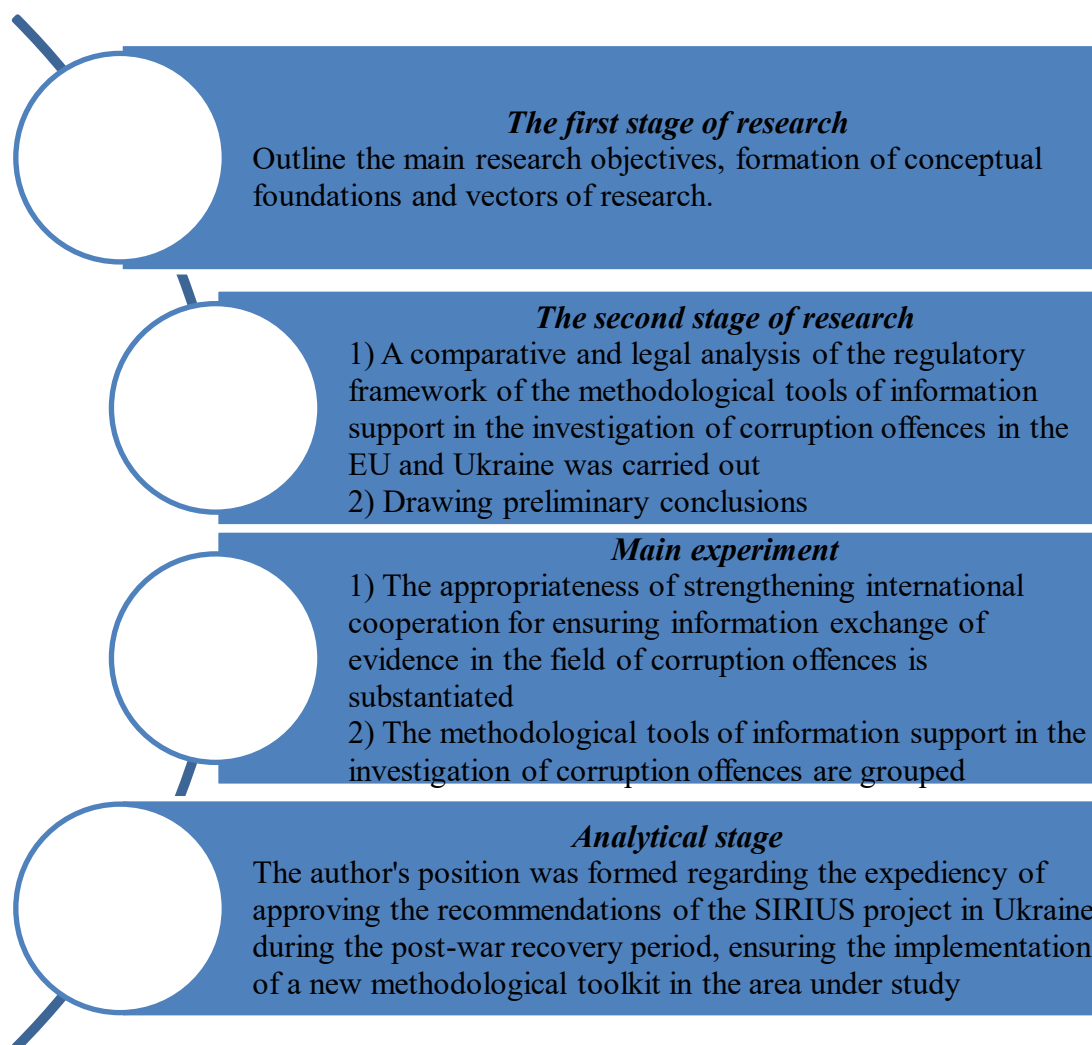 The first stage of research
Outline the main research objectives, formation of conceptual
foundations and vectors of research.
The second stage of research
1) A comparative and legal analysis of the regulatory
framework of the methodological tools of information
support in the investigation of corruption offences in the
EU and Ukraine was carried out
2) Drawing preliminary conclusions
Main experiment
1) The appropriateness of strengthening international
cooperation for ensuring information exchange of
evidence in the field of corruption offences is
substantiated
2) The methodological tools of information support in the
investigation of corruption offences are grouped
Analytical stage
The author's position was formed regarding the expediency of
approving the recommendations of the SIRIUS project in Ukraine
during the post-war recovery period, ensuring the implementation
of a new methodological toolkit in the area under study